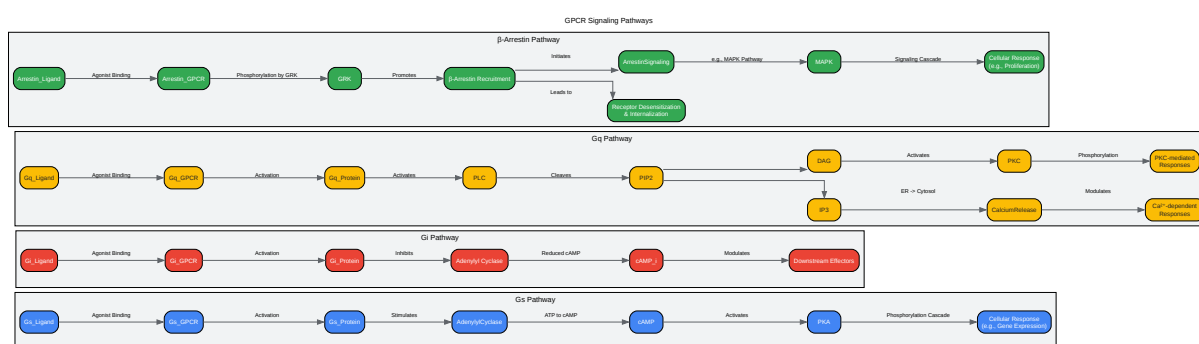 GPCR Signaling Pathways
β-Arrestin Pathway
Arrestin_Ligand
Agonist Binding
Arrestin_GPCR
Phosphorylation by GRK
GRK
Promotes
β-Arrestin Recruitment
Initiates
ArrestinSignaling
e.g., MAPK Pathway
MAPK
Signaling Cascade
Cellular Response
(e.g., Proliferation)
Leads to
Receptor Desensitization
& Internalization
Gq Pathway
Gq_Ligand
Agonist Binding
Gq_GPCR
Activation
Gq_Protein
Activates
PLC
Cleaves
PIP2
DAG
Activates
PKC
Phosphorylation
PKC-mediated
Responses
IP3
ER -> Cytosol
CalciumRelease
Modulates
Ca²⁺-dependent
Responses
Gi Pathway
Gi_Ligand
Agonist Binding
Gi_GPCR
Activation
Gi_Protein
Inhibits
Adenylyl Cyclase
Reduced cAMP
cAMP_i
Modulates
Downstream Effectors
Gs Pathway
Gs_Ligand
Agonist Binding
Gs_GPCR
Activation
Gs_Protein
Stimulates
AdenylylCyclase
ATP to cAMP
cAMP
Activates
PKA
Phosphorylation Cascade
Cellular Response
(e.g., Gene Expression)